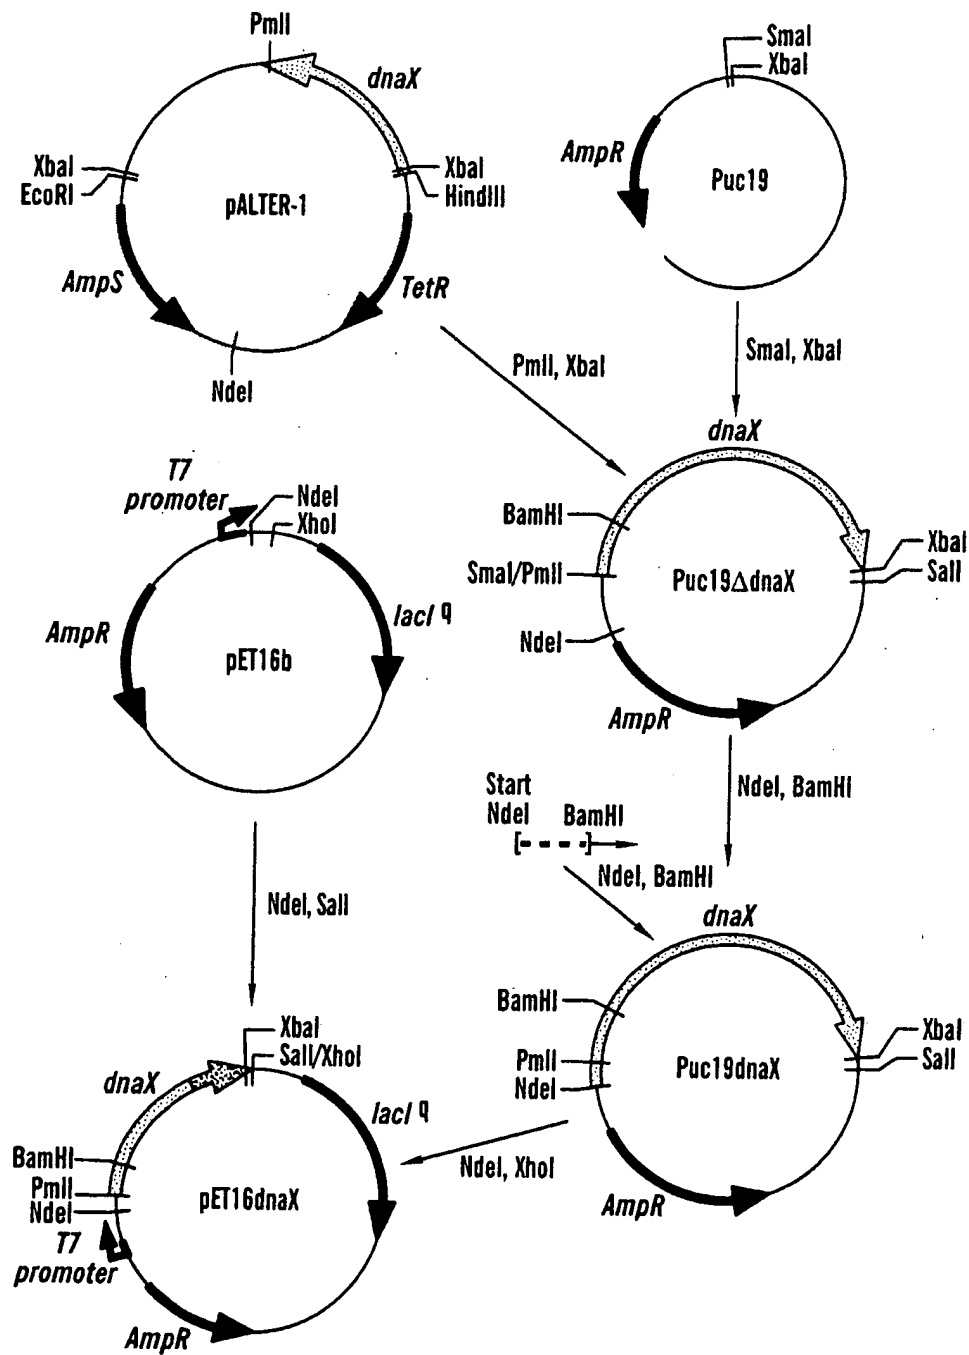 PmlI
dnaX
XbaI
EcoRI
XbaI
HindIII
pALTER-1
AmpS
TetR
NdeI
SmaI
XbaI
AmpR
Puc19
PmlI, XbaI
SmaI, XbaI
T7
promoter
NdeI
XhoI
AmpR
lacI q
pET16b
dnaX
BamHI
SmaI/PmlI
NdeI
XbaI
SalI
Puc19ΔdnaX
AmpR
NdeI, BamHI
Start
NdeI
BamHI
NdeI, BamHI
NdeI, SalI
dnaX
BamHI
PmlI
NdeI
XbaI
SalI
Puc19dnaX
AmpR
NdeI, XhoI
XbaI
SalI/XhoI
dnaX
lacI q
BamHI
PmlI
NdeI
pET16dnaX
T7
promoter
AmpR